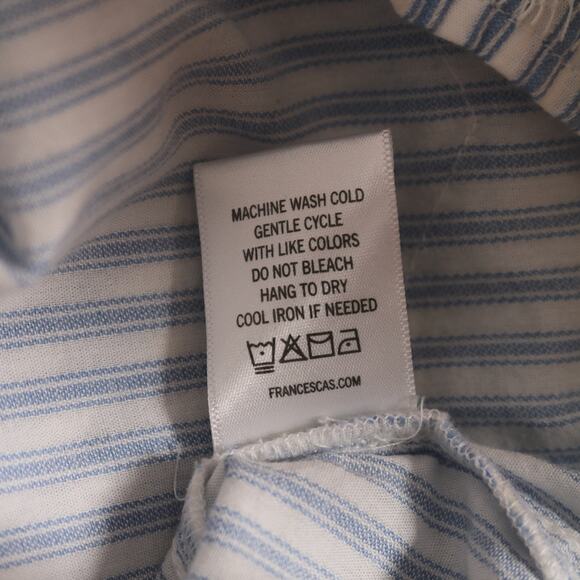 MACHINE WASH COLD
GENTLE CYCLE
WITH LIKE COLORS
DO NOT BLEACH
HANG TO DRY
COOL IRON IF NEEDED
FRANCESCAS.COM